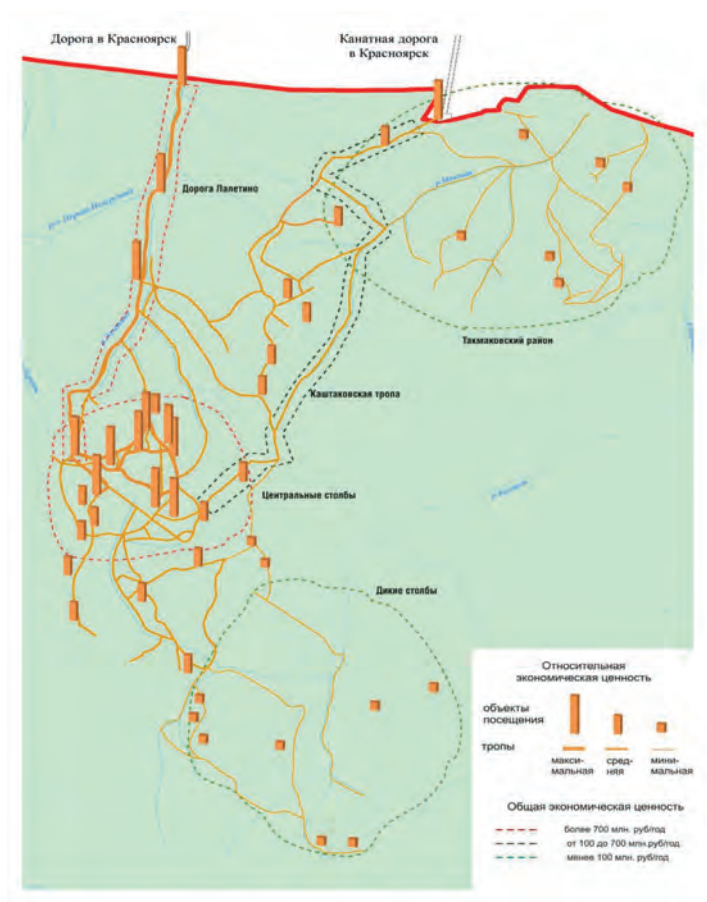 Дорога в Красноярск
Канатная дорога
в Красноярск
Дорога Лалетино
Такмаковский район
Каштаковская тропа
Центральные столбы
Дикие столбы
Относительная
экономическая ценность
объекты
посещения
тропы
макси-
мальная
сред-
няя
мини-
мальная
Общая экономическая ценность
более 700 млн. руб/год
от 100 до 700 млн.руб/год.
менее 100 млн. руб/год